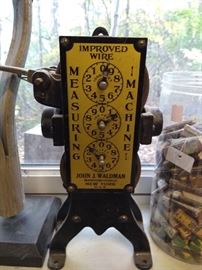 IMPROVED
WIRE
MEASURING
MACHINE
JOHN J. WALDMAN
NEW YORK